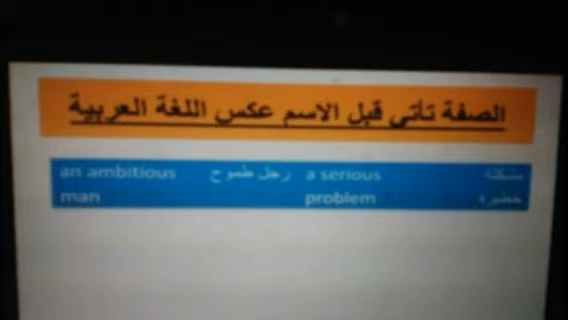 الصفة تأتي قبل الاسم عكس اللغة العربية
an ambitious man
رجل طموح
a serious problem
مشكلة خطيرة